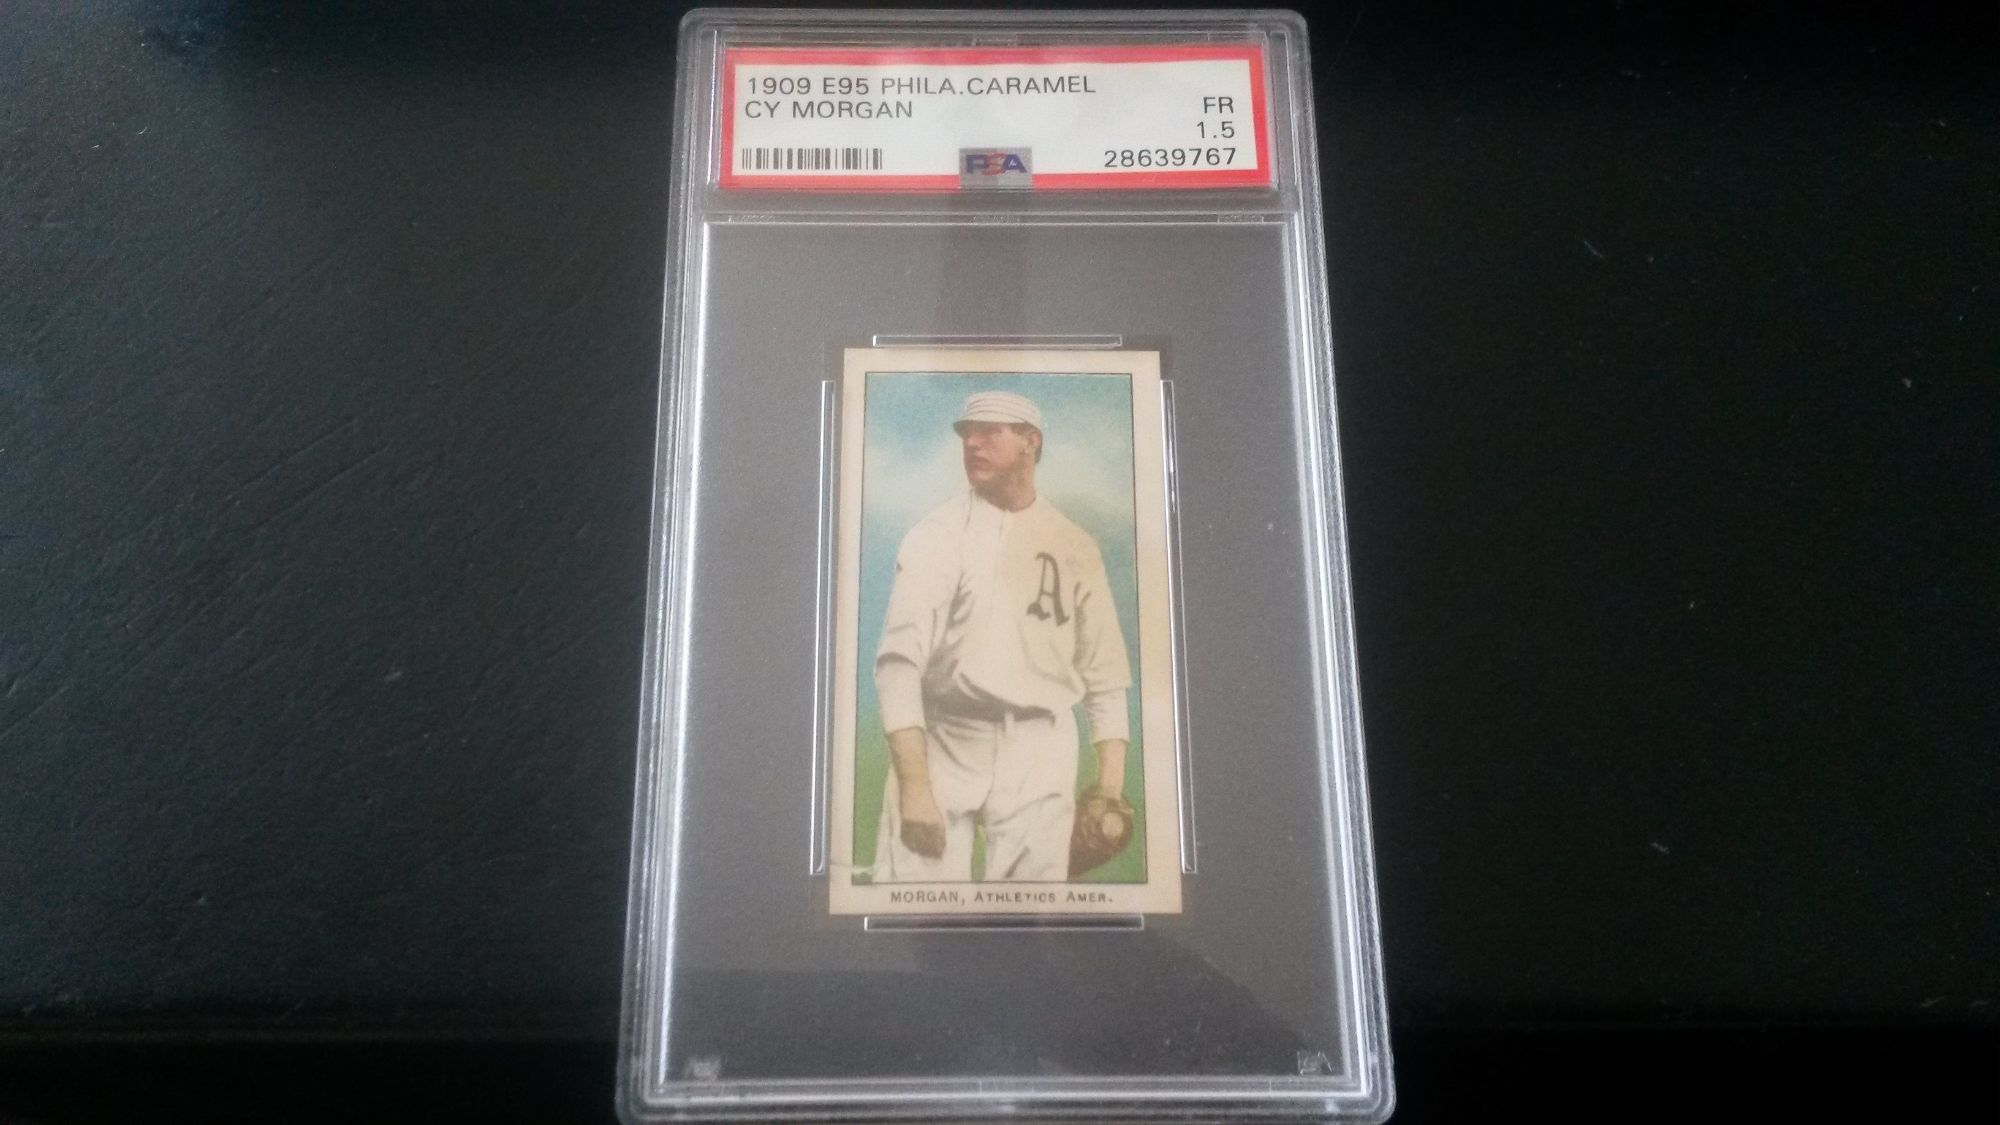 1909 E95 PHILA.CARAMEL
CY MORGAN
FR
1.5
PSA
28639767
A
MORGAN, ATHLETICS AMER.